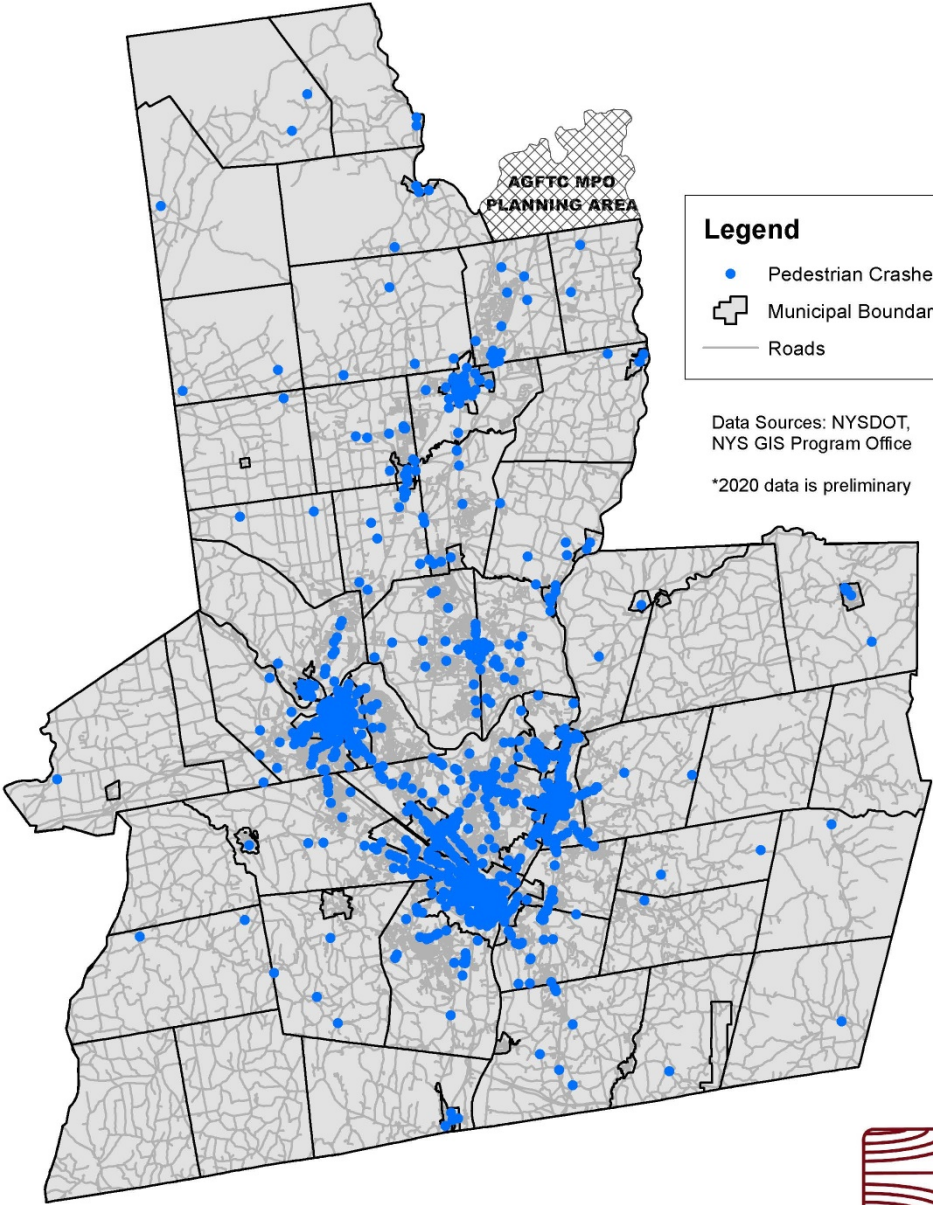 AGFTC MPO
PLANNING AREA
Legend
Pedestrian Crashe
Municipal Boundar
Roads
Data Sources: NYSDOT,
NYS GIS Program Office
*2020 data is preliminary